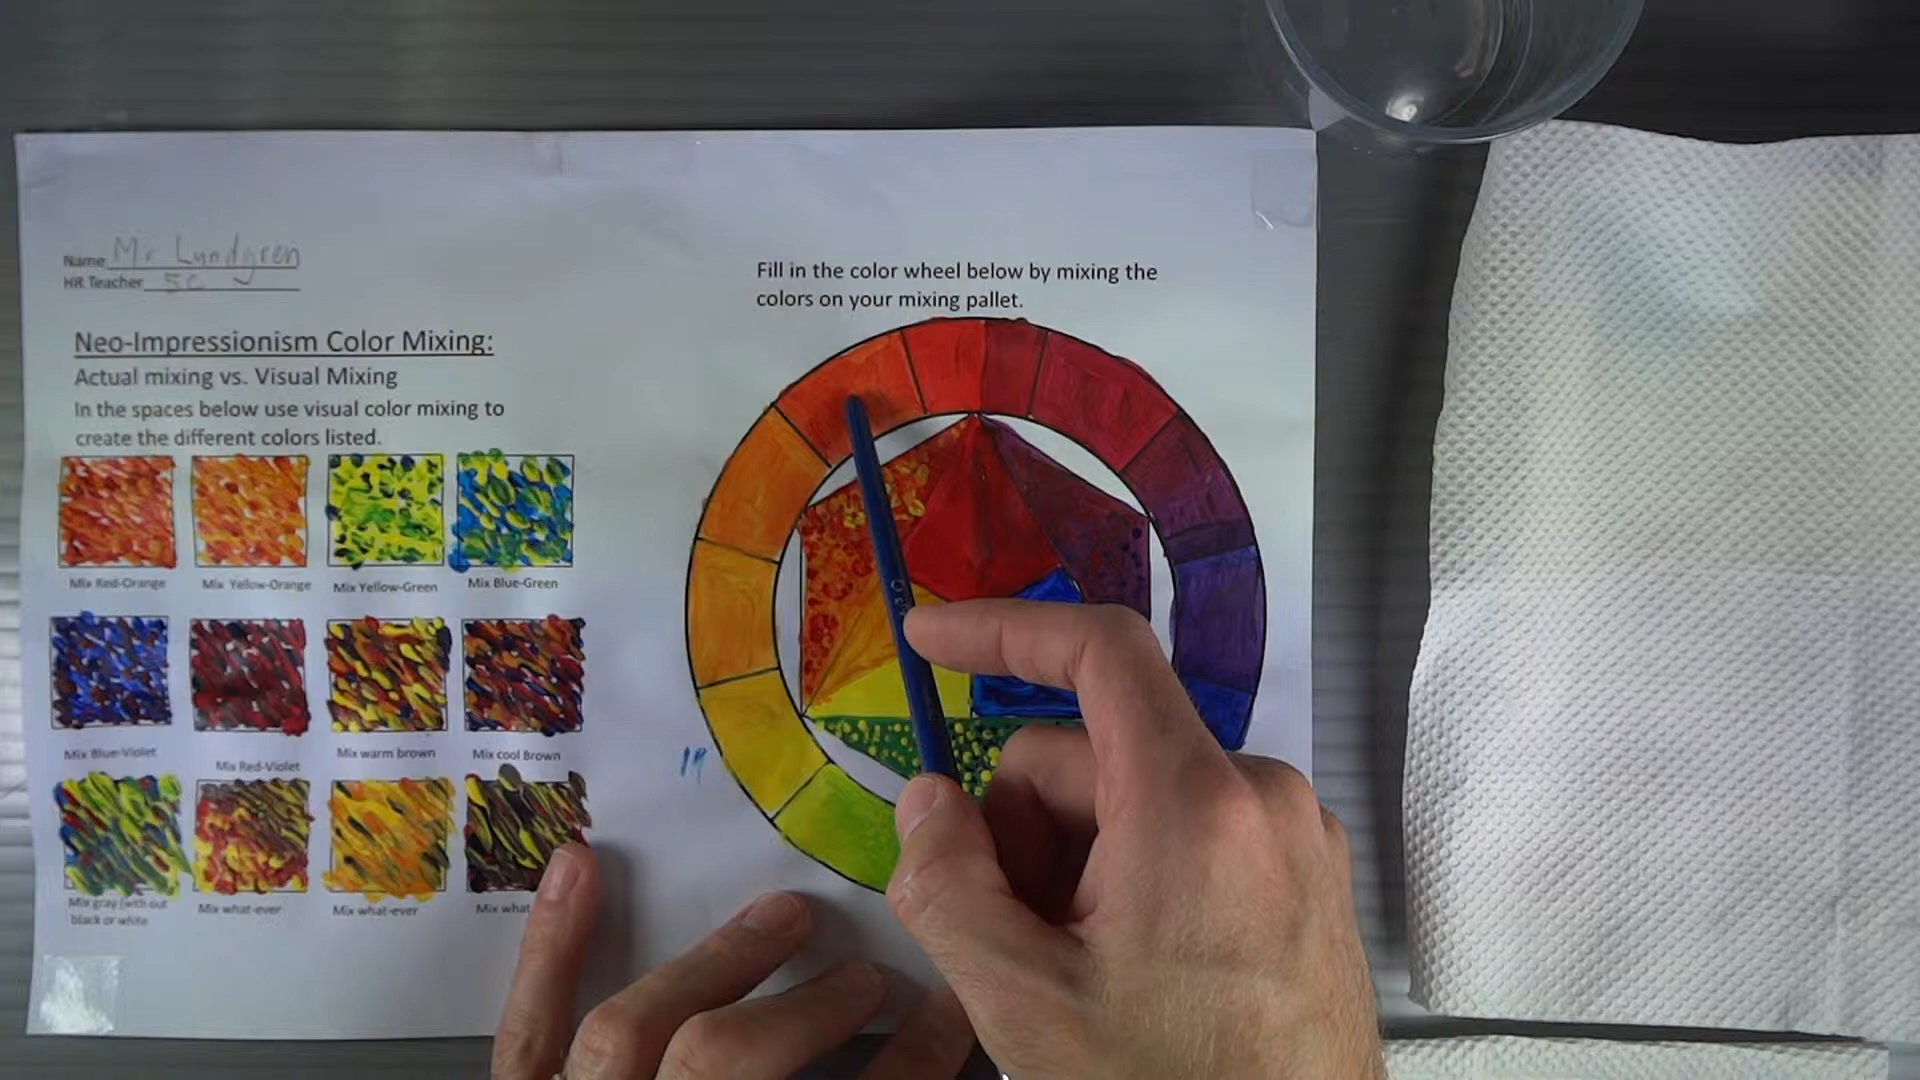 Name Mr Lundgren
HR Teacher 5C
Neo-Impressionism Color Mixing:
Actual mixing vs. Visual Mixing
In the spaces below use visual color mixing to
create the different colors listed.
Mix Red-Orange Mix Yellow-Orange Mix Yellow-Green Mix Blue-Green
Mix Blue-Violet Mix Red-Violet Mix warm brown Mix cool Brown
Mix gray (with out
black or white
Mix what-ever Mix what-ever Mix what
Fill in the color wheel below by mixing the
colors on your mixing pallet.